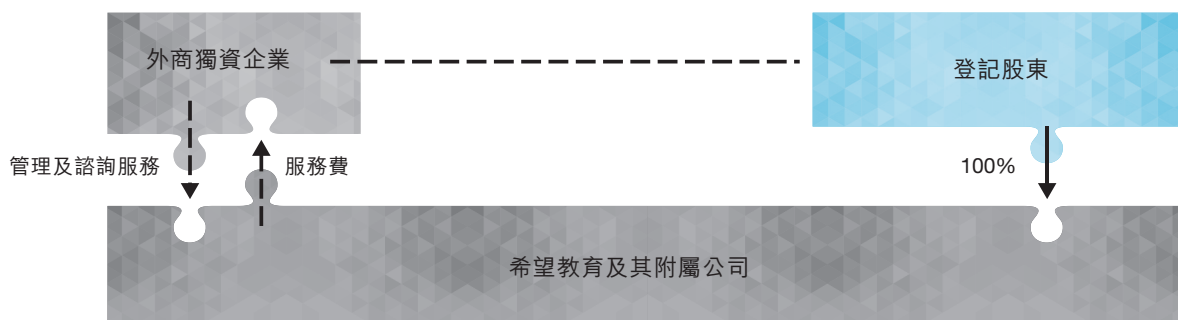 外商獨資企業
登記股東
管理及諮詢服務
服務費
100%
希望教育及其附屬公司